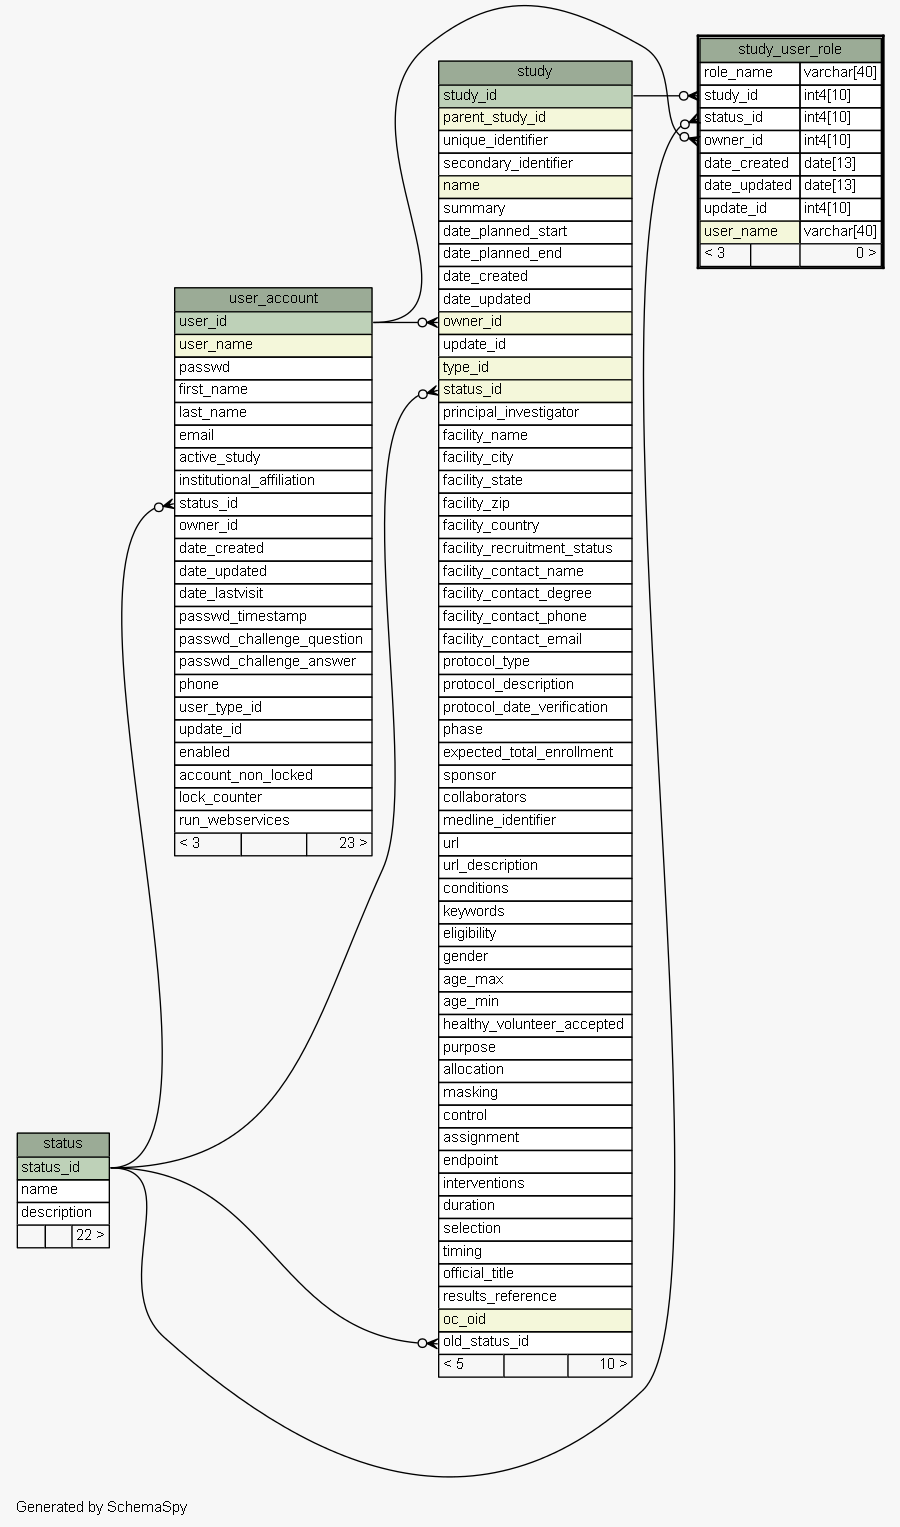 study_user_role
role_name varchar[40]
study_id int4[10]
status_id int4[10]
owner_id int4[10]
date_created date[13]
date_updated date[13]
update_id int4[10]
user_name varchar[40]
< 3 0 >
study
study_id
parent_study_id
unique_identifier
secondary_identifier
name
summary
date_planned_start
date_planned_end
date_created
date_updated
owner_id
update_id
type_id
status_id
principal_investigator
facility_name
facility_city
facility_state
facility_zip
facility_country
facility_recruitment_status
facility_contact_name
facility_contact_degree
facility_contact_phone
facility_contact_email
protocol_type
protocol_description
protocol_date_verification
phase
expected_total_enrollment
sponsor
collaborators
medline_identifier
url
url_description
conditions
keywords
eligibility
gender
age_max
age_min
healthy_volunteer_accepted
purpose
allocation
masking
control
assignment
endpoint
interventions
duration
selection
timing
official_title
results_reference
oc_oid
old_status_id
< 5 10 >
user_account
user_id
user_name
passwd
first_name
last_name
email
active_study
institutional_affiliation
status_id
owner_id
date_created
date_updated
date_lastvisit
passwd_timestamp
passwd_challenge_question
passwd_challenge_answer
phone
user_type_id
update_id
enabled
account_non_locked
lock_counter
run_webservices
< 3 23 >
status
status_id
name
description
22 >
Generated by SchemaSpy